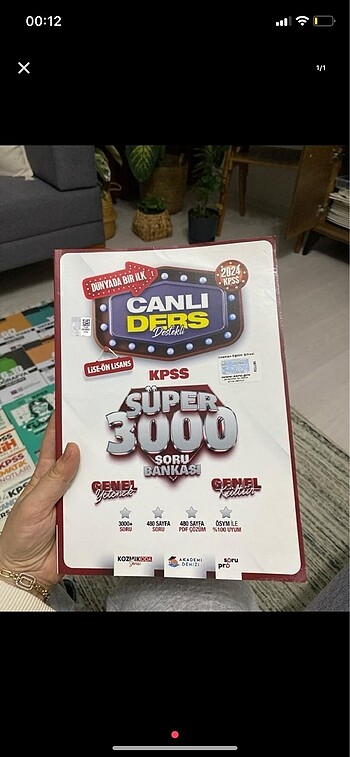 00:12
1/1
DÜNYADA BİR İLK!
2024
KPSS
CANLI
DERS
Destekli
LİSE-ÖN LİSANS
KPSS
SÜPER
3000
SORU
BANKASI
GENEL
Yetenek
GENEL
Kültür
3000+
SORU
480 SAYFA
SORU
480 SAYFA
PDF ÇÖZÜM
ÖSYM İLE
%100 UYUM
AKADEMİ
DENİZİ
soru
pro
KPSS